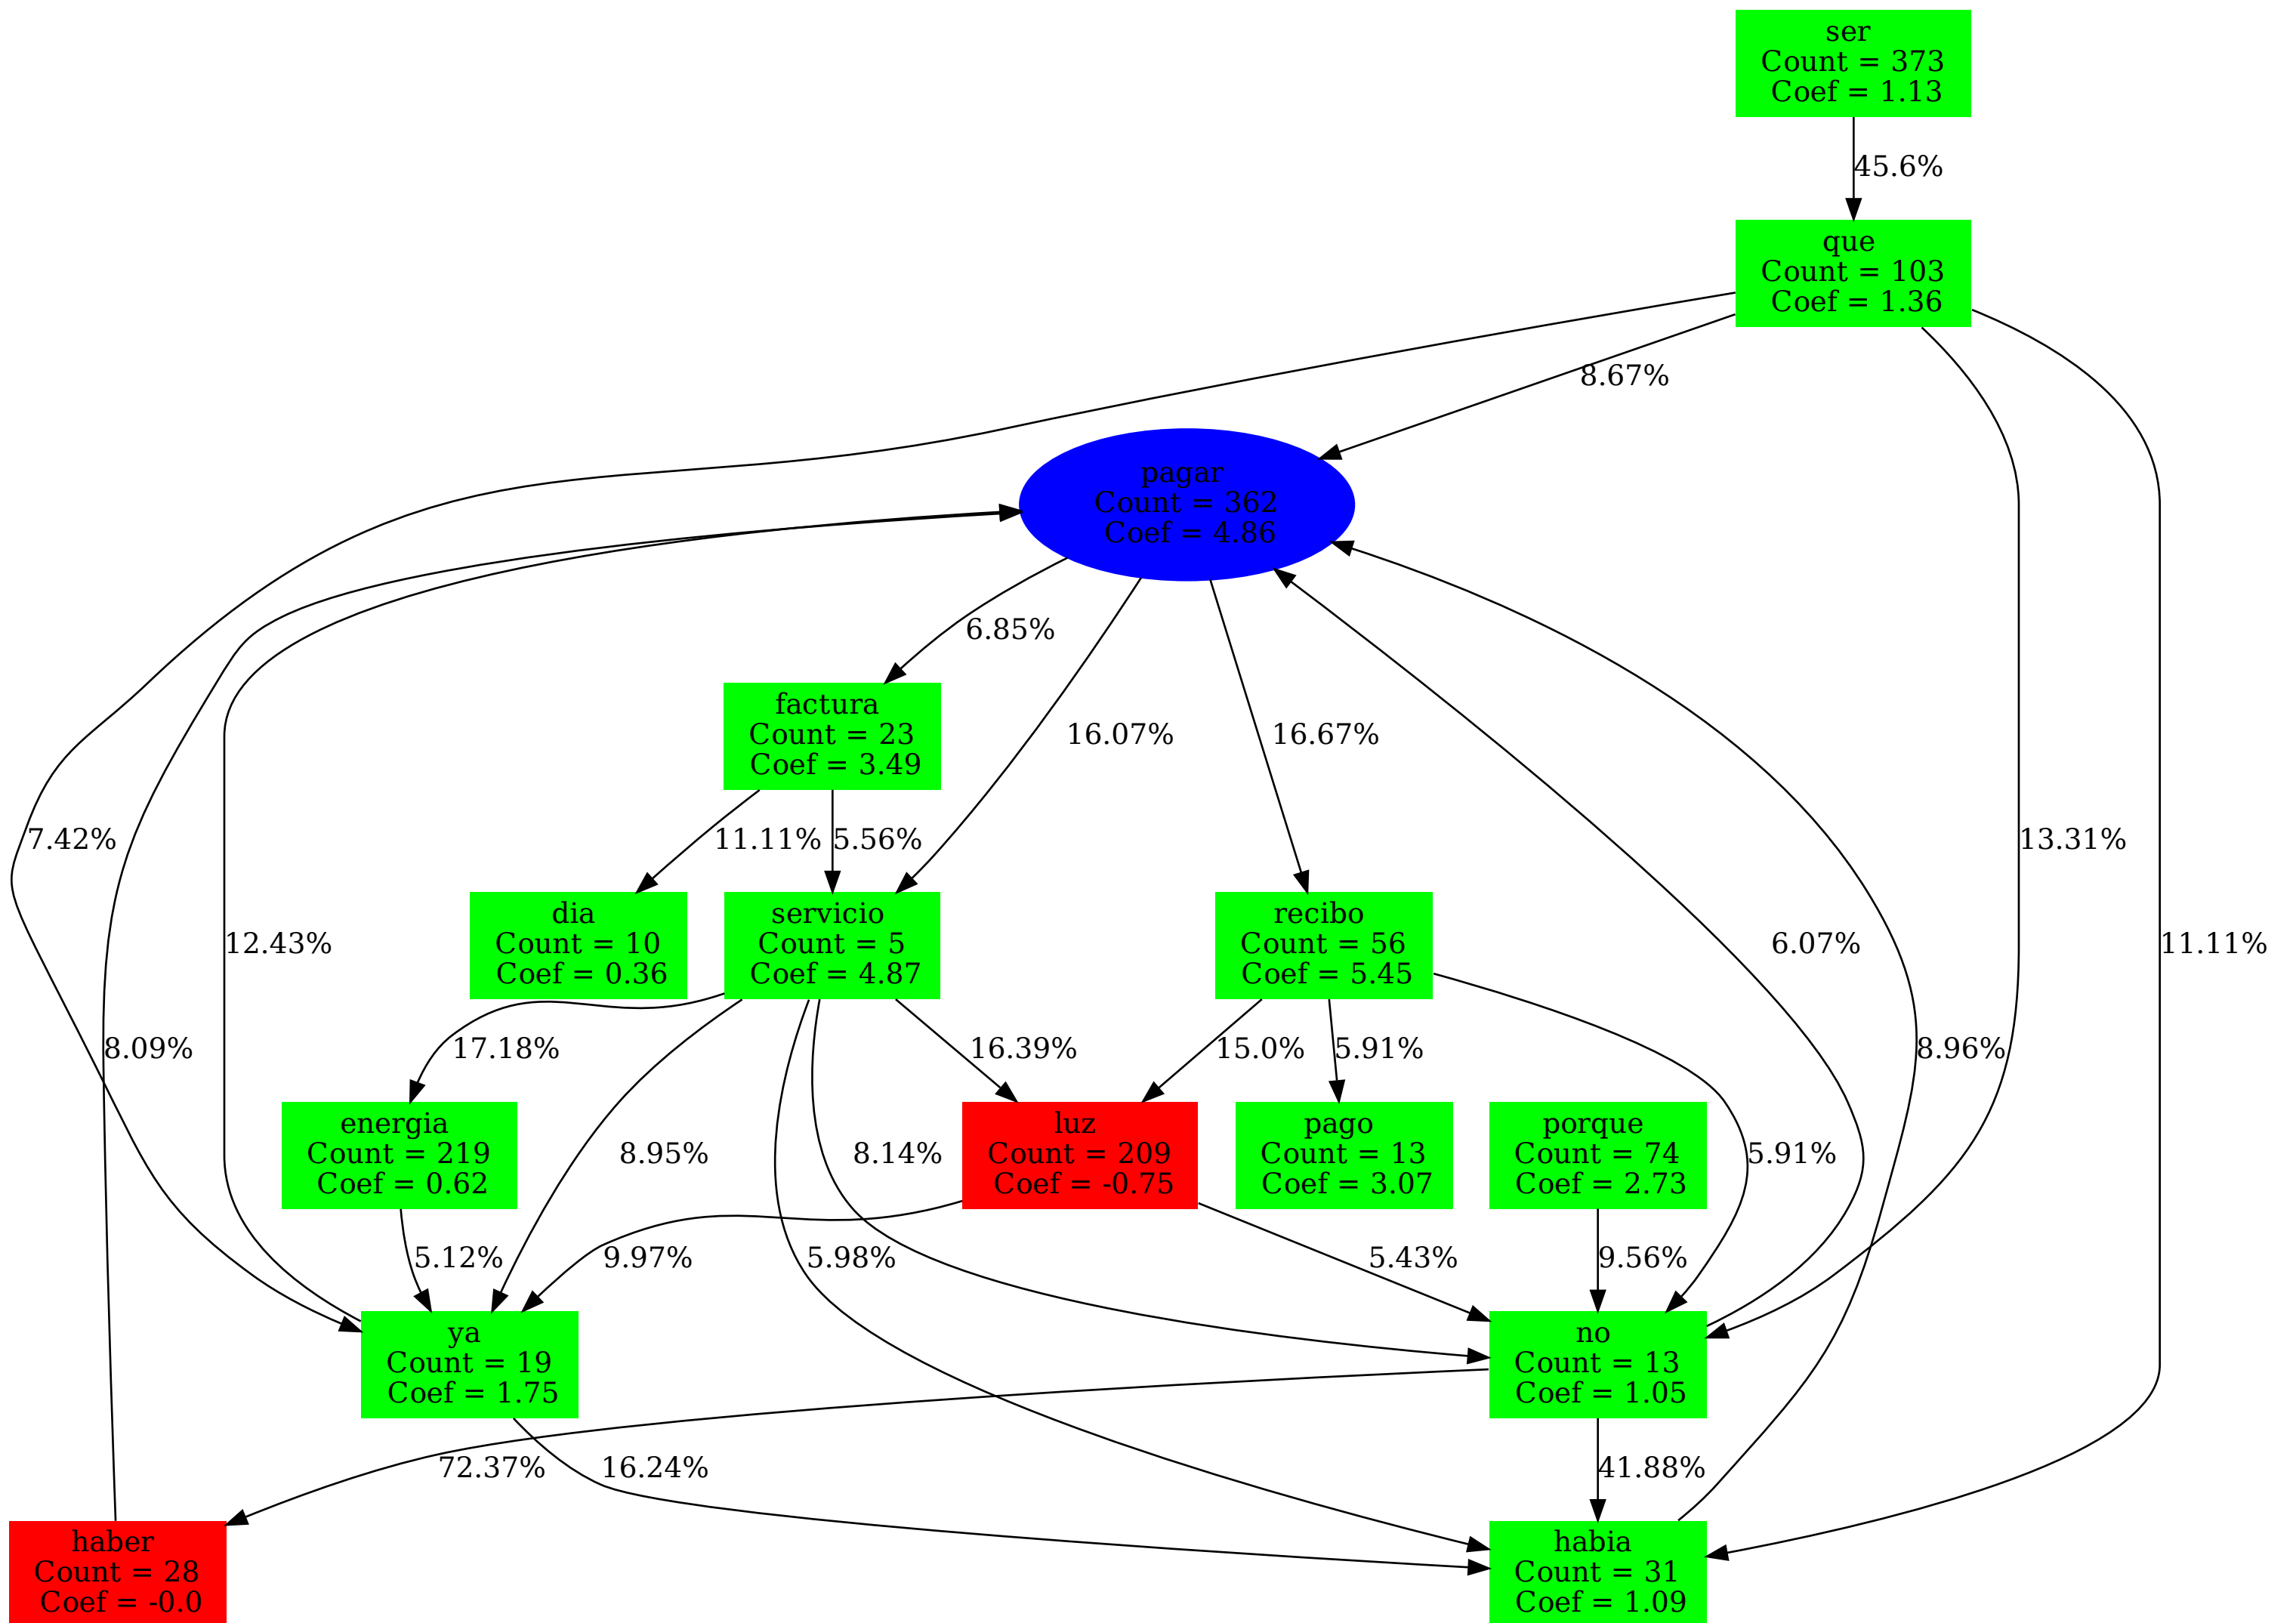 ser
Count = 373
Coef = 1.13
45.6%
que
Count = 103
Coef = 1.36
8.67%
pagar
Count = 362
Coef = 4.86
6.85%
factura
Count = 23
Coef = 3.49
16.07%
16.67%
7.42%
11.11%
5.56%
13.31%
dia
Count = 10
Coef = 0.36
servicio
Count = 5
Coef = 4.87
recibo
Count = 56
Coef = 5.45
12.43%
6.07%
11.11%
8.09%
17.18%
16.39%
15.0%
5.91%
8.96%
energia
Count = 219
Coef = 0.62
8.95%
8.14%
luz
Count = 209
Coef = -0.75
pago
Count = 13
Coef = 3.07
porque
Count = 74
Coef = 2.73
5.91%
5.12%
9.97%
5.98%
5.43%
9.56%
ya
Count = 19
Coef = 1.75
no
Count = 13
Coef = 1.05
72.37%
16.24%
41.88%
haber
Count = 28
Coef = -0.0
habia
Count = 31
Coef = 1.09